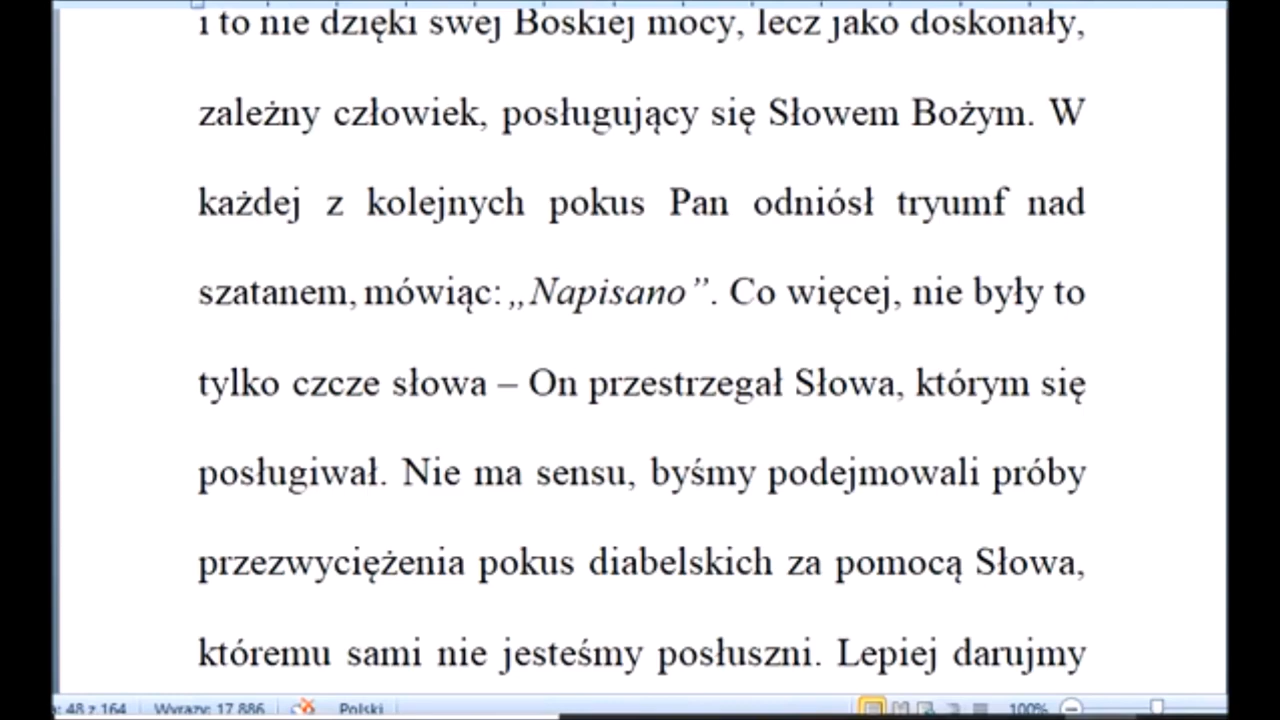 i to nie dzięki swej Boskiej mocy, lecz jako doskonały,
zależny człowiek, posługujący się Słowem Bożym. W
każdej z kolejnych pokus Pan odniósł tryumf nad
szatanem, mówiąc: „Napisano”. Co więcej, nie były to
tylko czcze słowa – On przestrzegał Słowa, którym się
posługiwał. Nie ma sensu, byśmy podejmowali próby
przezwyciężenia pokus diabelskich za pomocą Słowa,
któremu sami nie jesteśmy posłuszni. Lepiej darujmy
: 48 z 164 Wyrazy: 17 886 Polski 100%